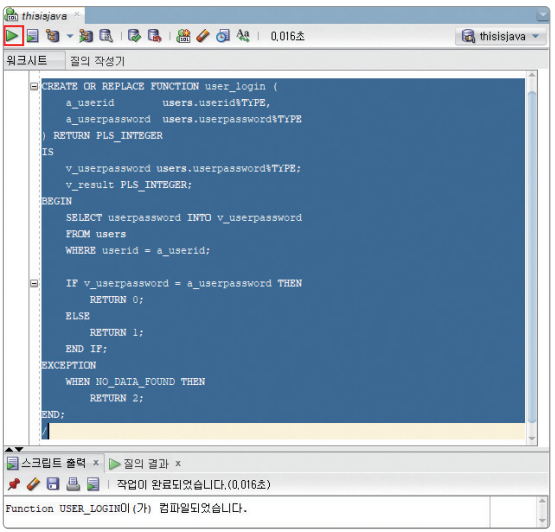 thisisjava
0,016초
thisisjava
워크시트 질의 작성기
CREATE OR REPLACE FUNCTION user_login (
a_userid users.userid%TYPE,
a_userpassword users.userpassword%TYPE
) RETURN PLS_INTEGER
IS
v_userpassword users.userpassword%TYPE;
v_result PLS_INTEGER;
BEGIN
SELECT userpassword INTO v_userpassword
FROM users
WHERE userid = a_userid;
IF v_userpassword = a_userpassword THEN
RETURN 0;
ELSE
RETURN 1;
END IF;
EXCEPTION
WHEN NO_DATA_FOUND THEN
RETURN 2;
END;
/
스크립트 출력 x 질의 결과 x
작업이 완료되었습니다.(0,016초)
Function USER_LOGIN이(가) 컴파일되었습니다.